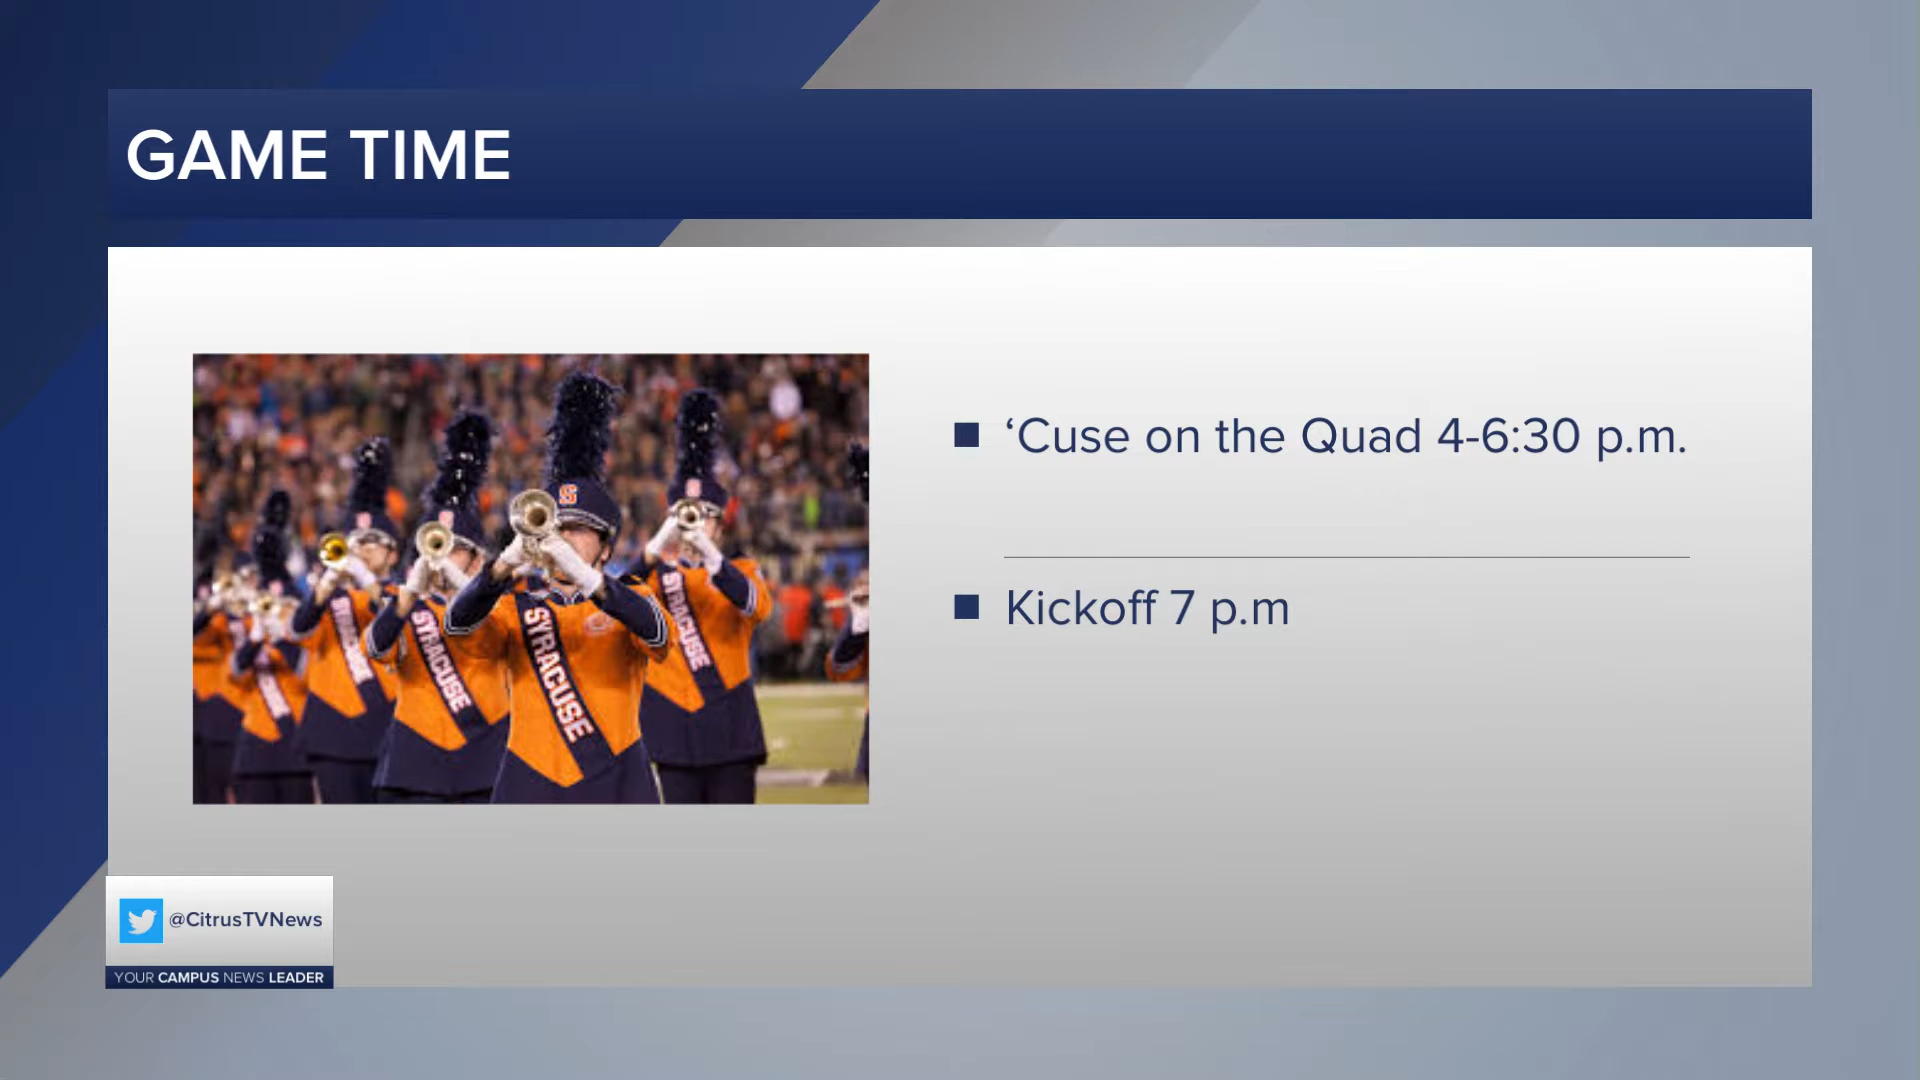 GAME TIME
‘Cuse on the Quad 4-6:30 p.m.
Kickoff 7 p.m
S
S
SYRACUSE
SYRACUSE
SYRACUSE
SYRACUSE
@CitrusTVNews
YOUR CAMPUS NEWS LEADER